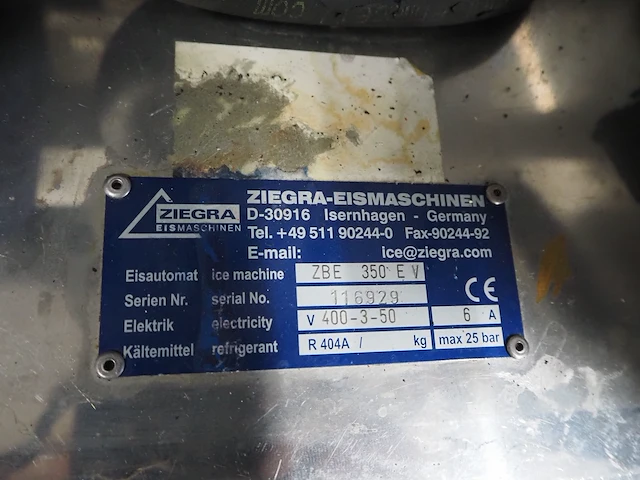 ZIEGRA
EISMASCHINEN
ZIEGRA-EISMASCHINEN
D-30916 Isernhagen - Germany
Tel. +49 511 90244-0 Fax-90244-92
E-mail: ice@ziegra.com
Eisautomat ice machine ZBE 350 E V
Serien Nr. serial No. 116929
Elektrik electricity V 400-3-50 6 A
Kältemittel refrigerant R 404A / kg max 25 bar
CE